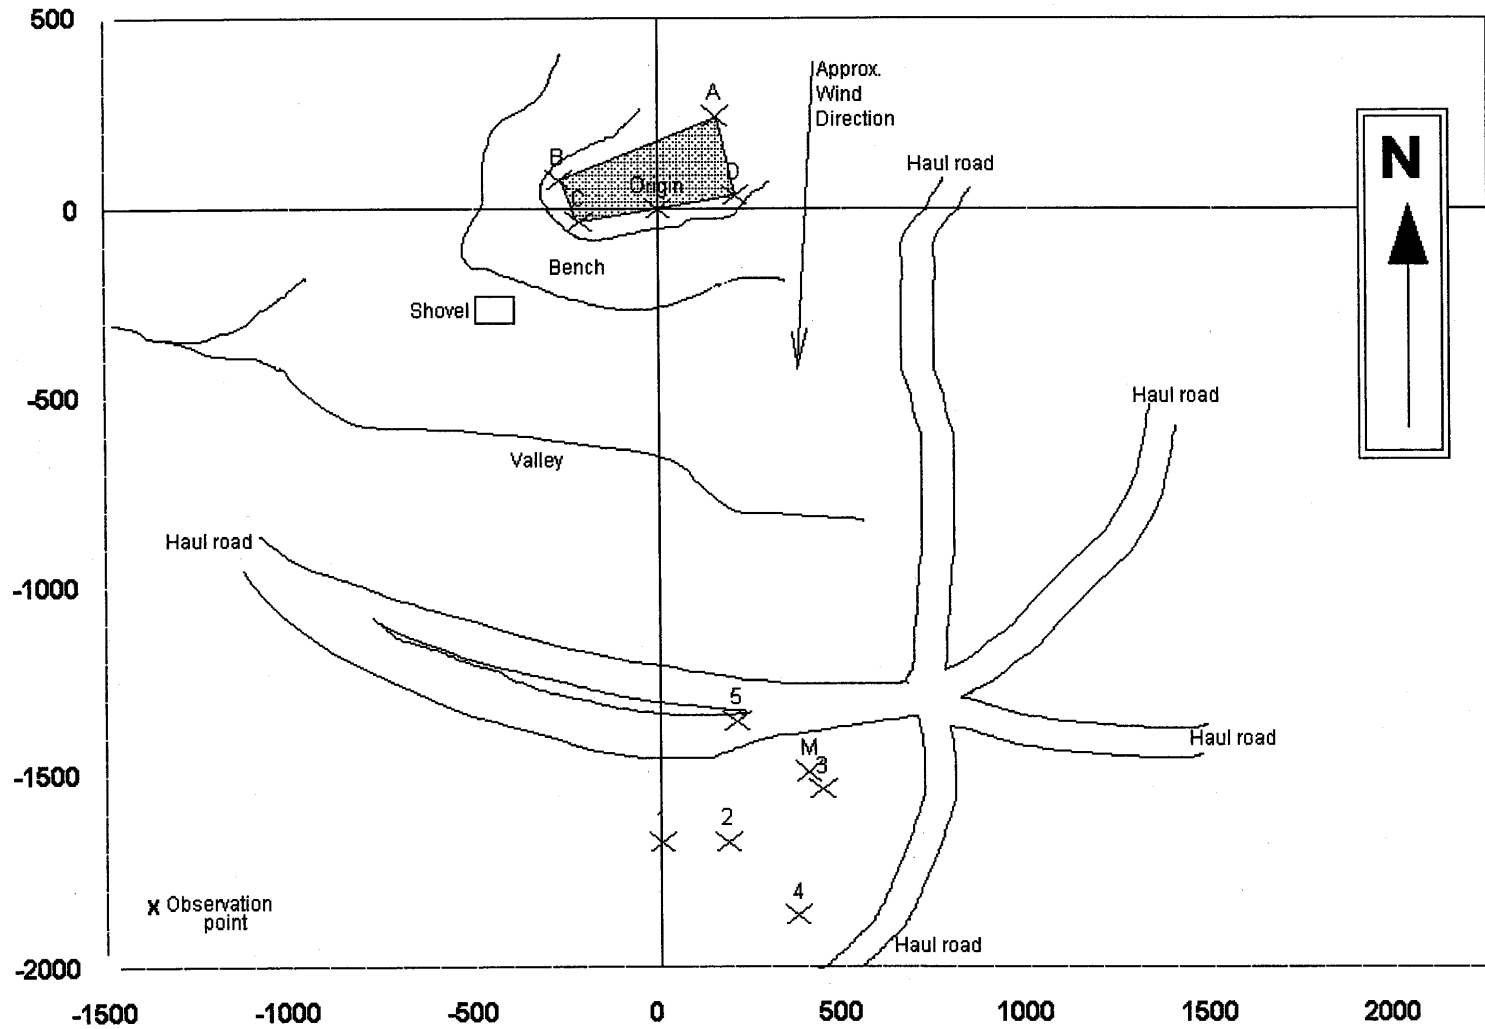 500
A
Approx.
Wind
Direction
N
Haul road
B
D
Origin
C
0
Bench
Shovel
-500
Haul road
Valley
Haul road
-1000
5
M
3
Haul road
-1500
2
4
x Observation
point
Haul road
-2000
-1500 -1000 -500 0 500 1000 1500 2000